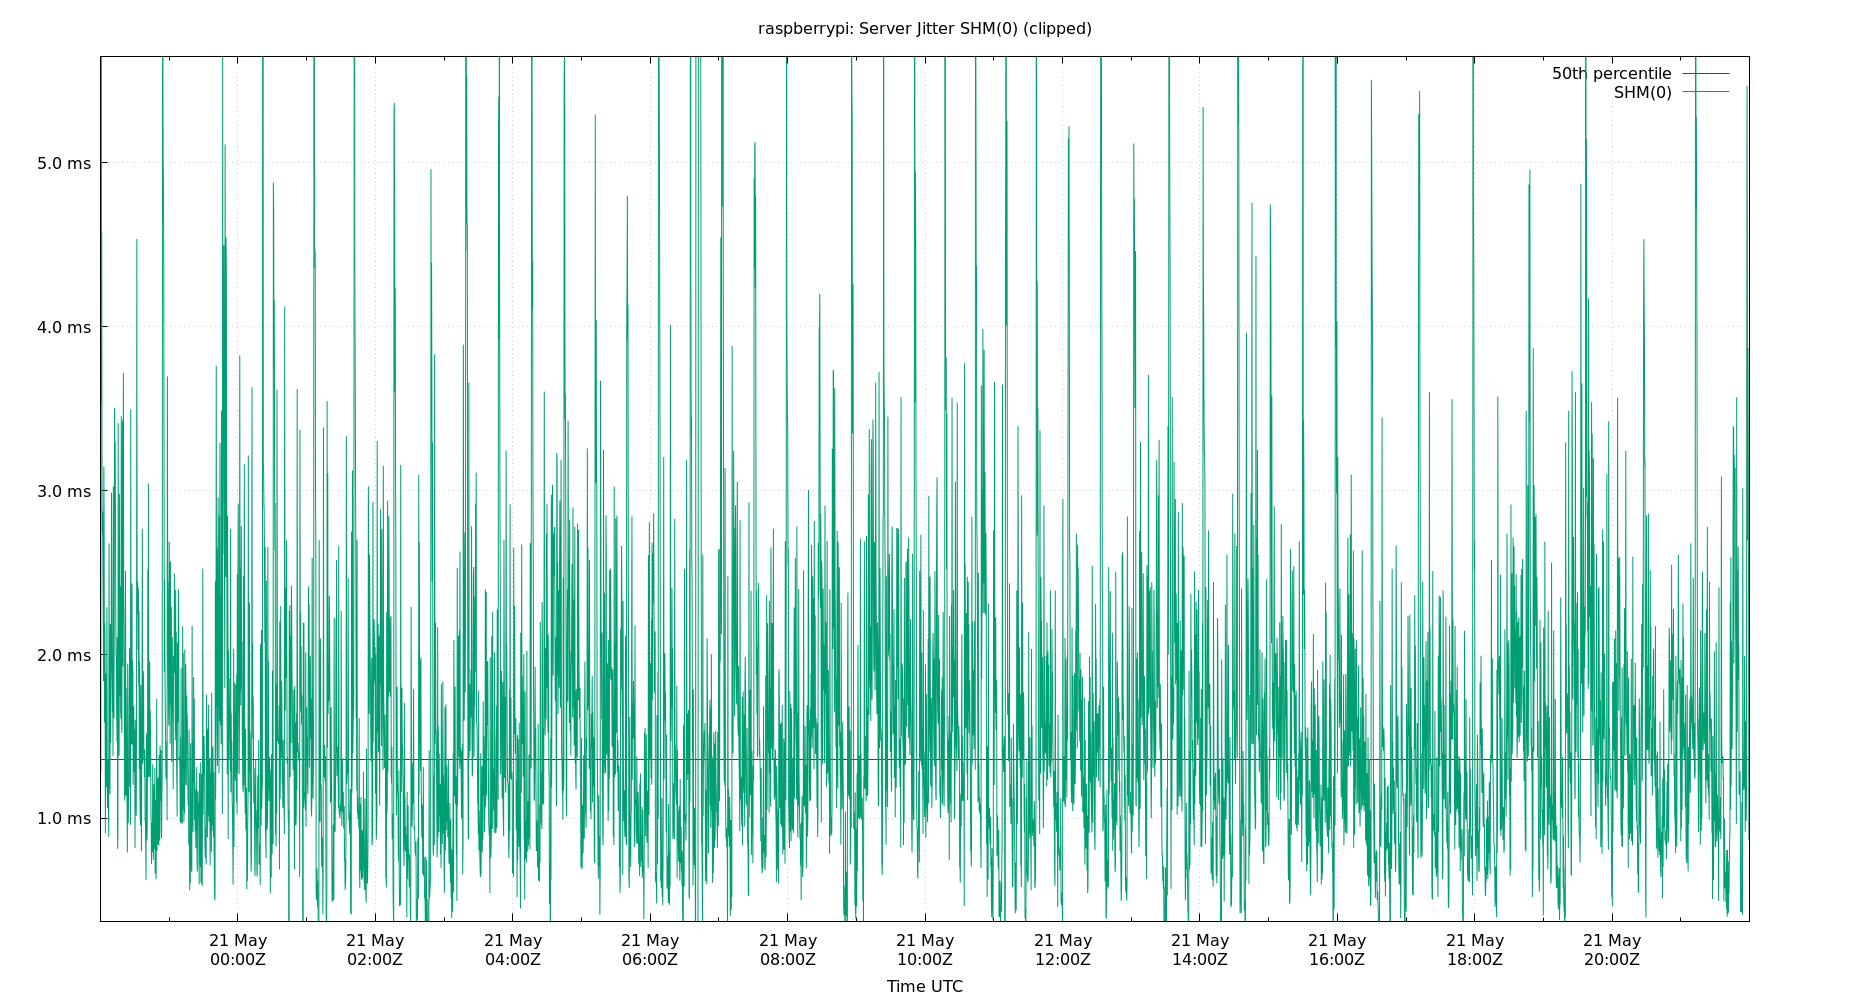 raspberrypi: Server Jitter SHM(0) (clipped)
50th percentile
SHM(0)
5.0 ms
4.0 ms
3.0 ms
2.0 ms
1.0 ms
21 May 21 May 21 May 21 May 21 May 21 May 21 May 21 May 21 May 21 May 21 May
00:00Z 02:00Z 04:00Z 06:00Z 08:00Z 10:00Z 12:00Z 14:00Z 16:00Z 18:00Z 20:00Z
Time UTC